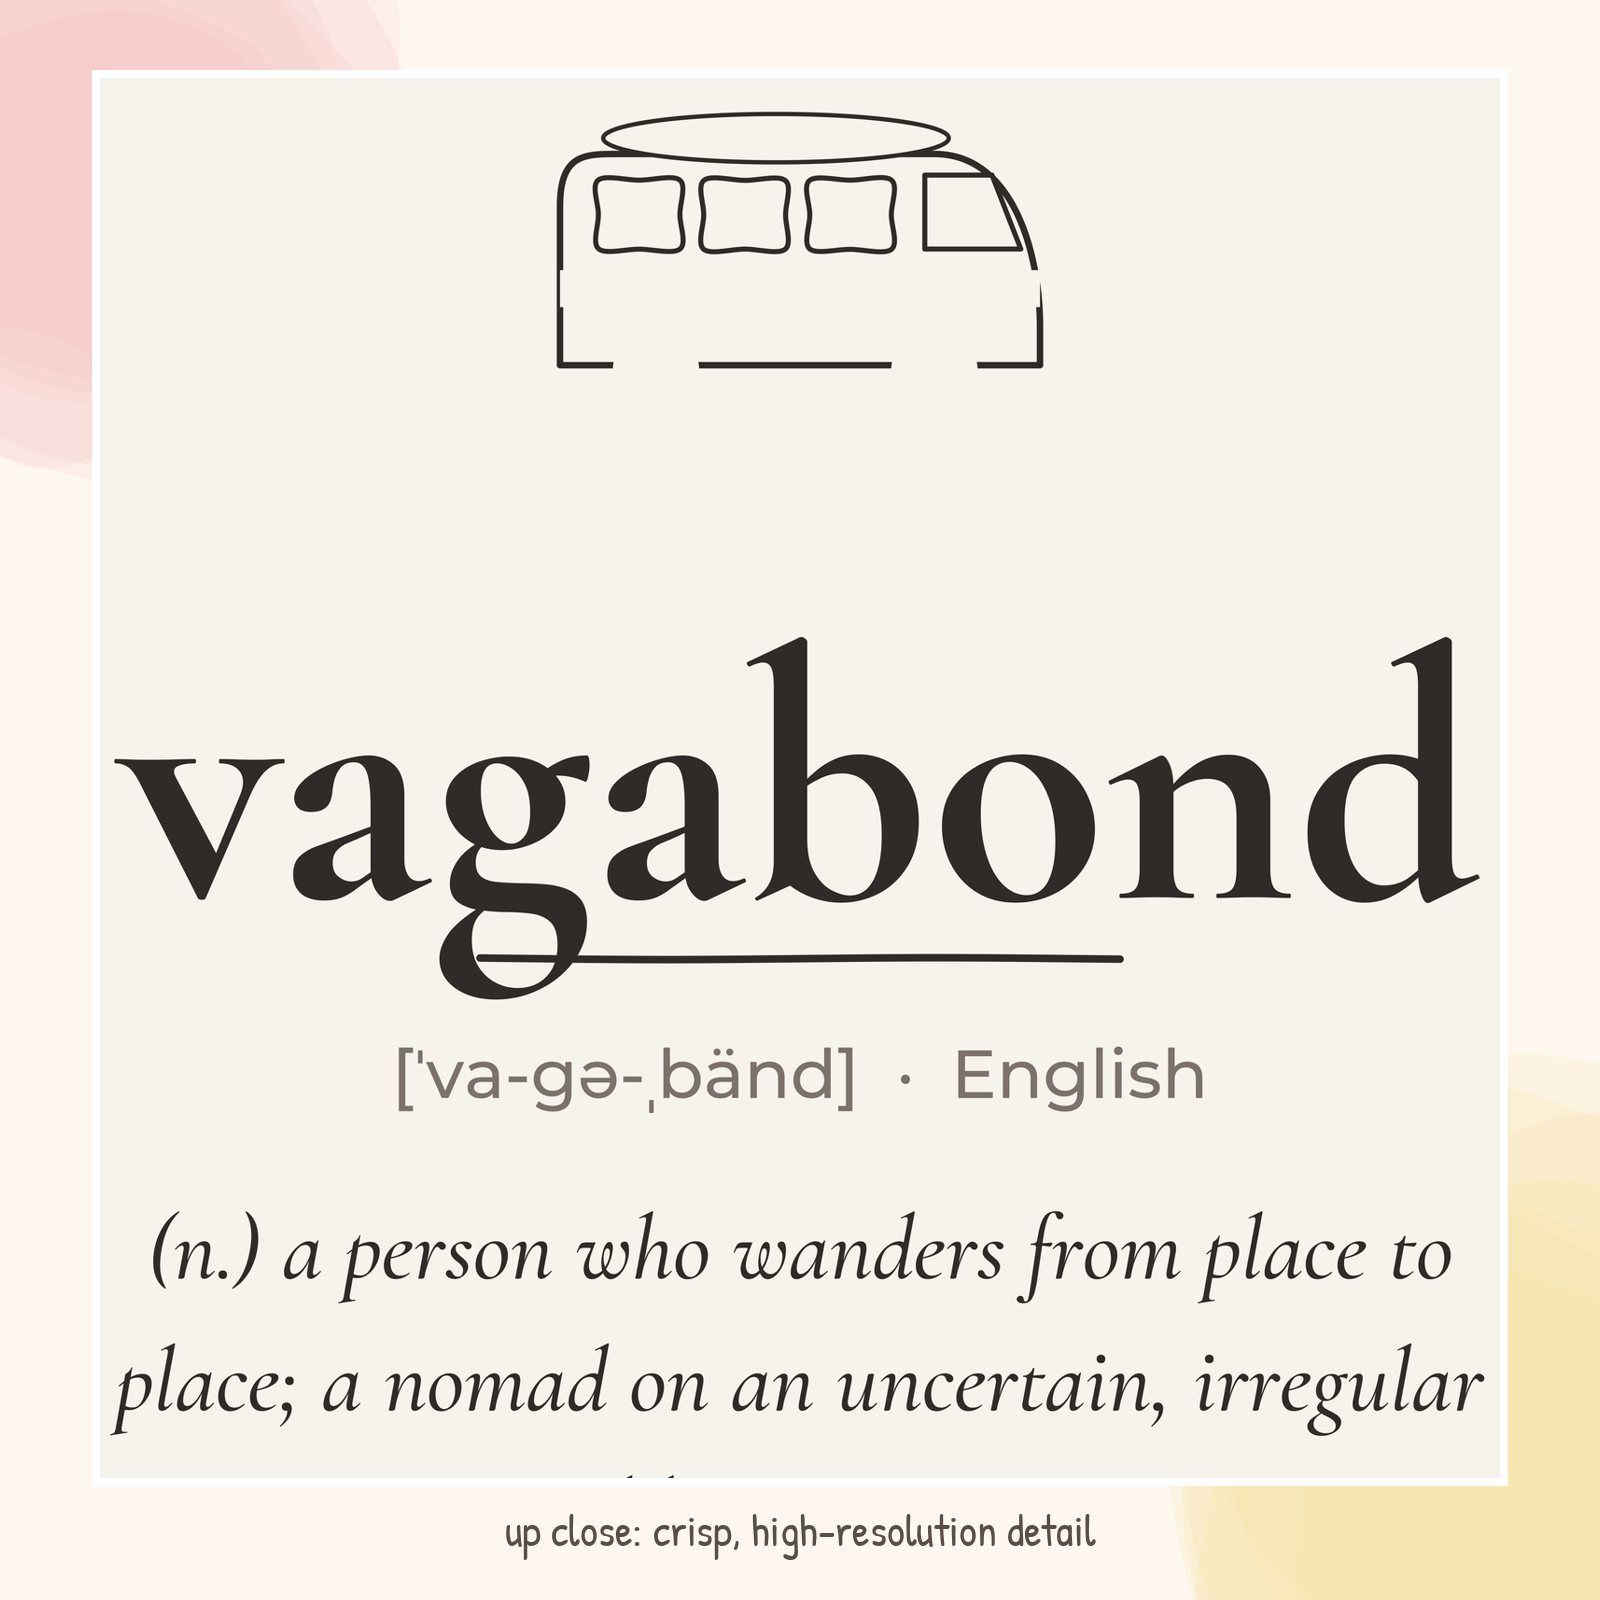 vagabond
[ˈva-gə-ˌbänd] · English
(n.) a person who wanders from place to
place; a nomad on an uncertain, irregular
up close: crisp, high-resolution detail